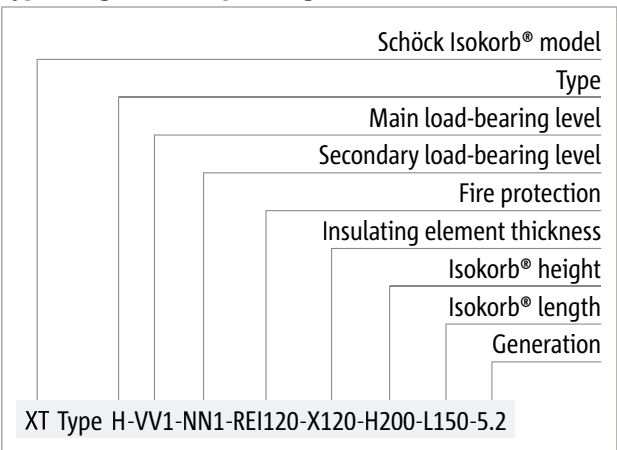 Schöck Isokorb® model
Type
Main load-bearing level
Secondary load-bearing level
Fire protection
Insulating element thickness
Isokorb® height
Isokorb® length
Generation
XT Type H-VV1-NN1-REI120-X120-H200-L150-5.2